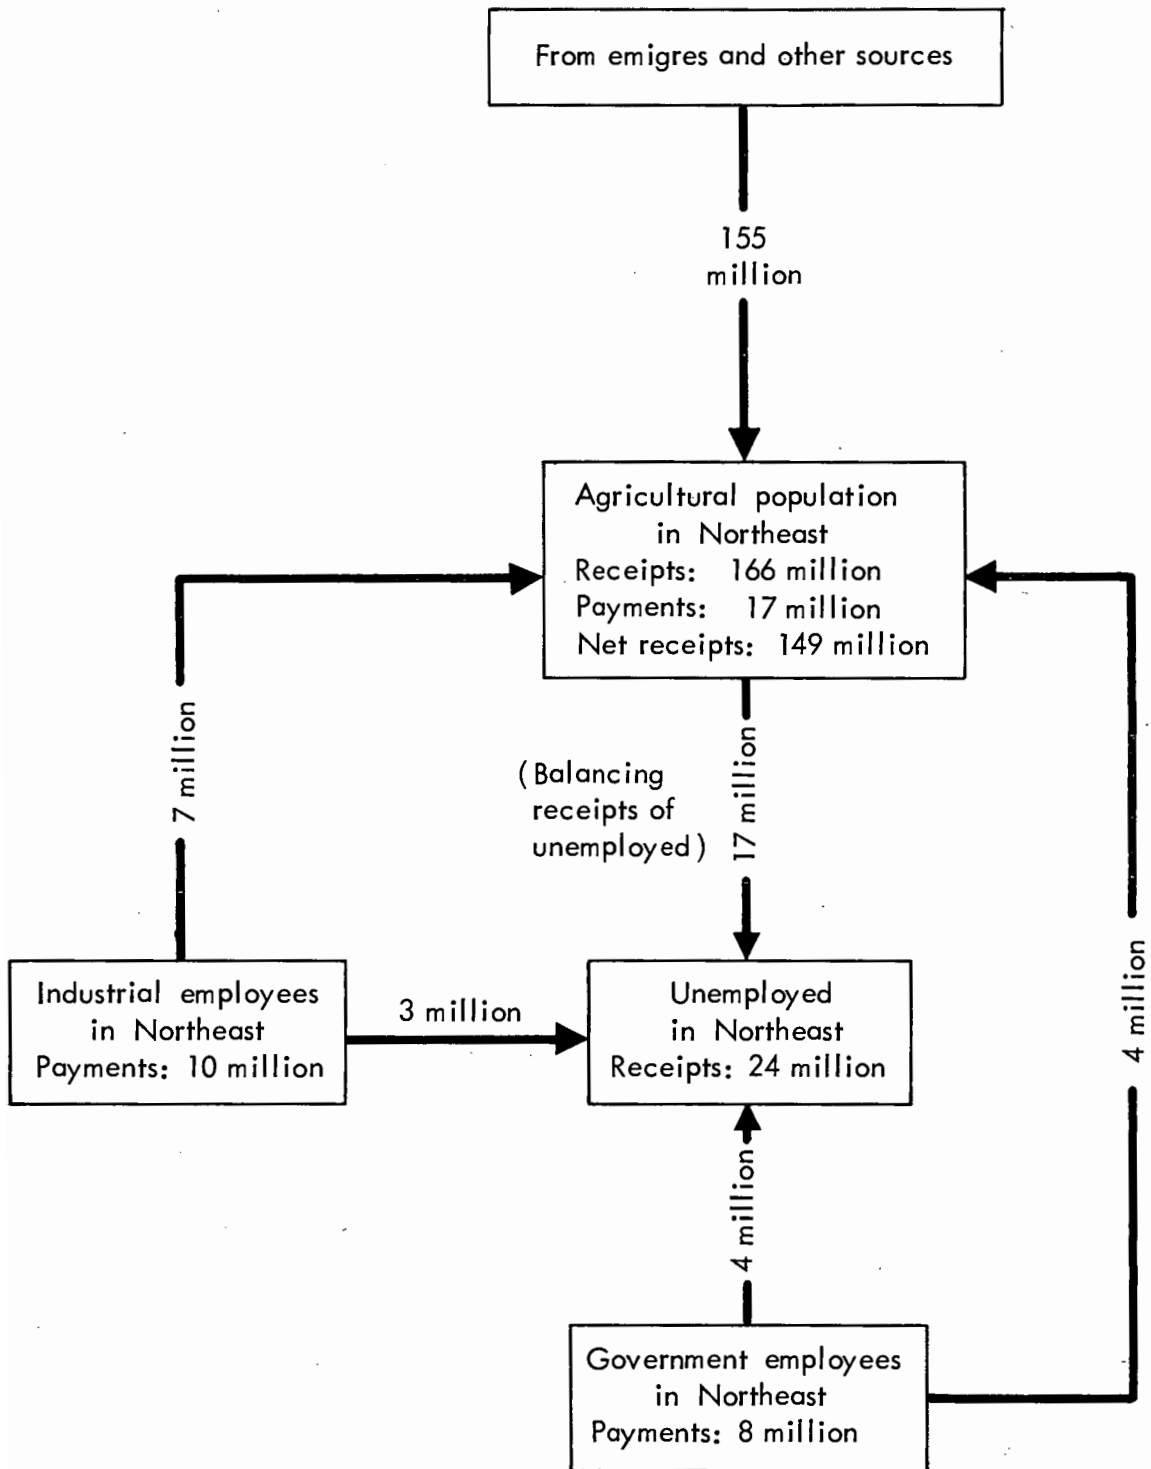 From emigres and other sources
155
million
Agricultural population
in Northeast
Receipts: 166 million
Payments: 17 million
Net receipts: 149 million
7 million
(Balancing
receipts of
unemployed)
17 million
4 million
Industrial employees
in Northeast
Payments: 10 million
3 million
Unemployed
in Northeast
Receipts: 24 million
4 million
Government employees
in Northeast
Payments: 8 million